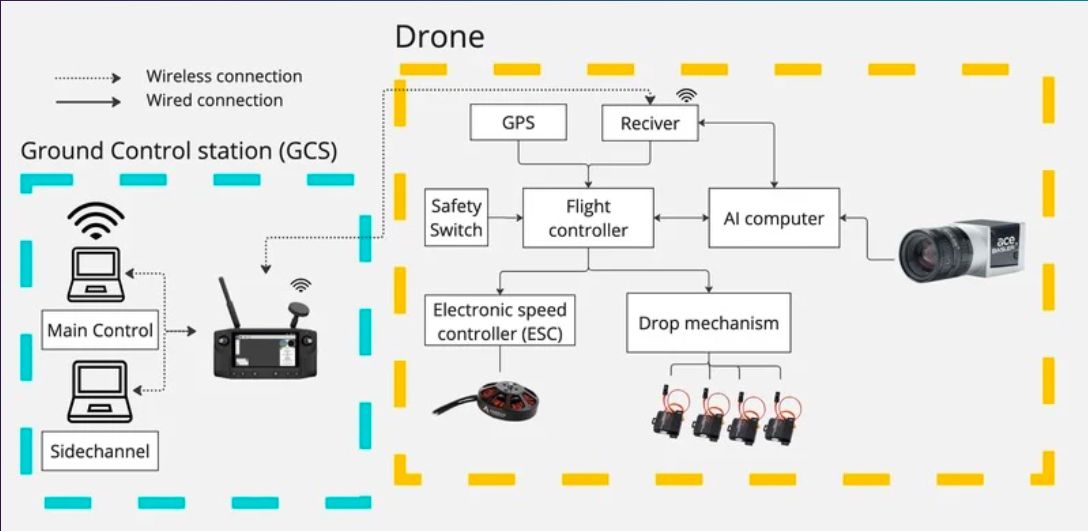 Drone
Wireless connection
Wired connection
Ground Control station (GCS)
GPS
Reciver
Safety
Switch
Flight
controller
AI computer
ace
BASLER
Main Control
Electronic speed
controller (ESC)
Drop mechanism
Sidechannel